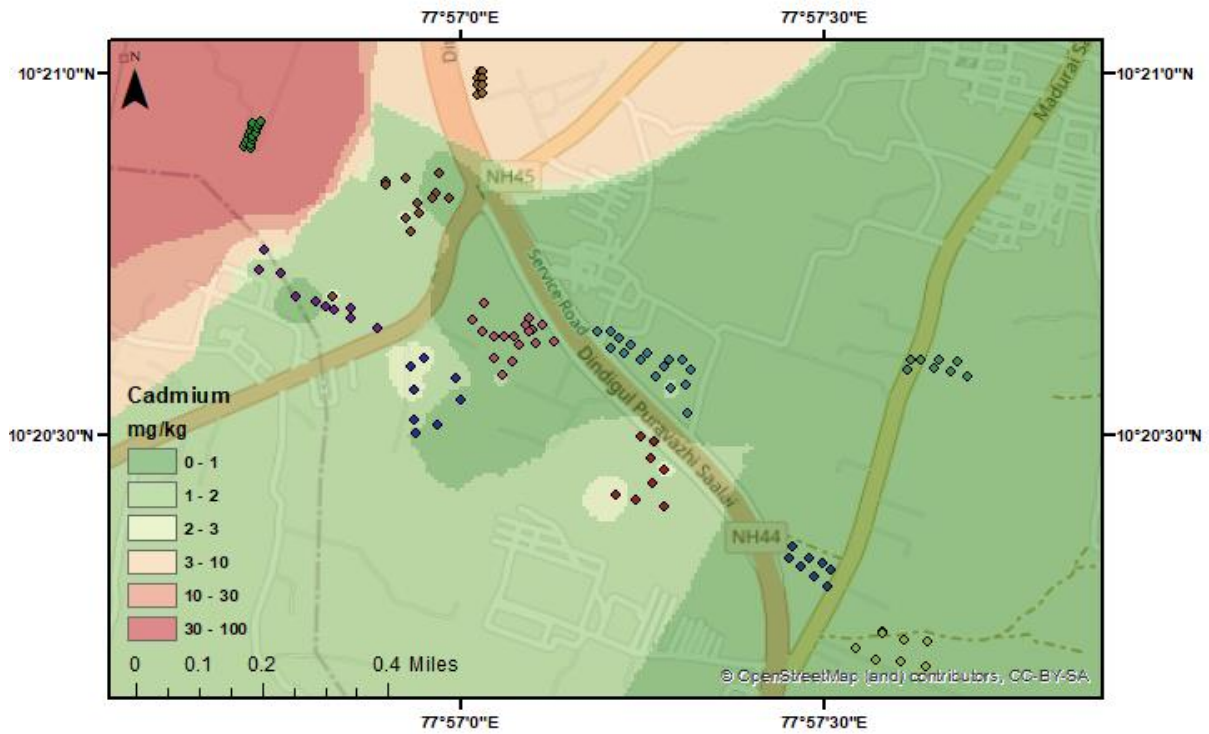 77°57'0"E 77°57'30"E
10°21'0"N 10°21'0"N
N
NH45
Service Road
Dindigul Puravazhi Saalai
10°20'30"N 10°20'30"N
NH44
Cadmium
mg/kg
0 - 1
1 - 2
2 - 3
3 - 10
10 - 30
30 - 100
0 0.1 0.2 0.4 Miles
© OpenStreetMap (and) contributors, CC-BY-SA
77°57'0"E 77°57'30"E
Madurai